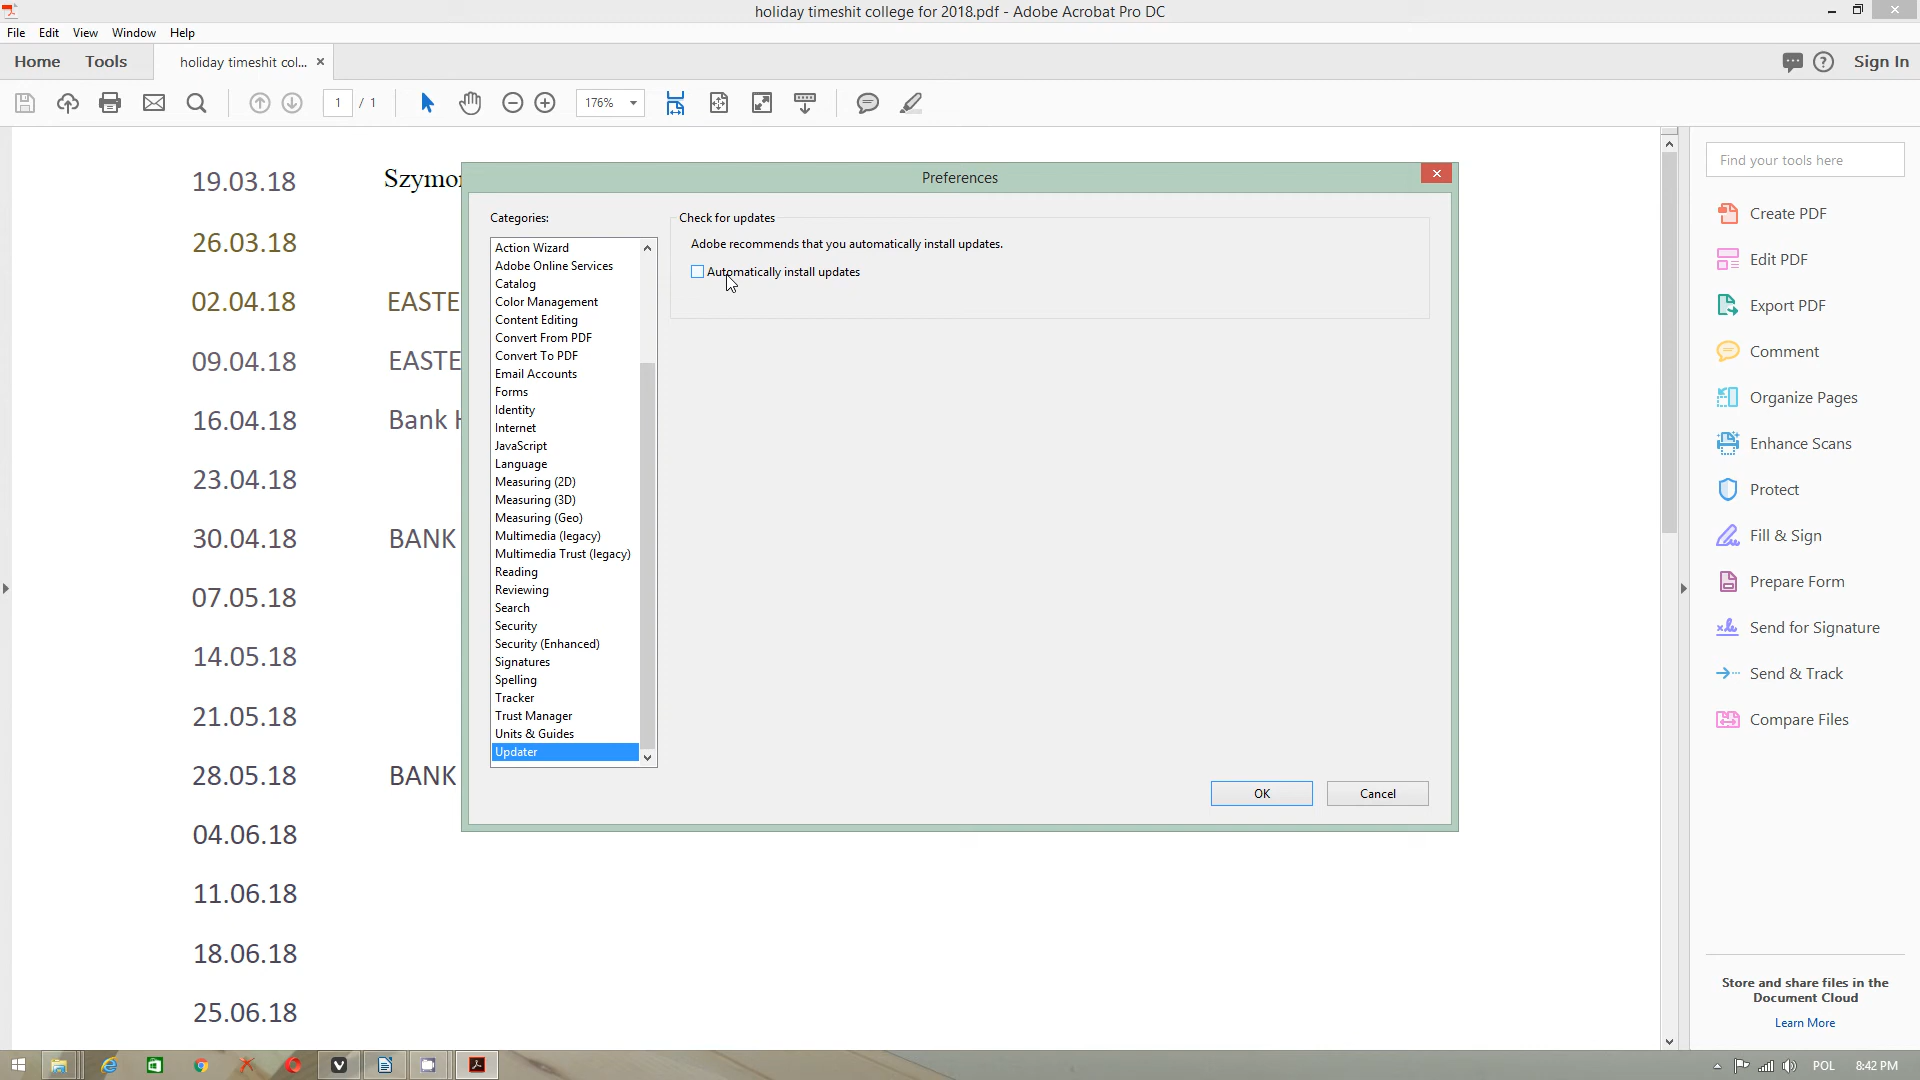 holiday timeshit college for 2018.pdf - Adobe Acrobat Pro DC
File Edit View Window Help
Home Tools holiday timeshit col... Sign In
1 / 1 176%
Find your tools here
Create PDF
Edit PDF
Export PDF
Comment
Organize Pages
Enhance Scans
Protect
Fill & Sign
Prepare Form
Send for Signature
Send & Track
Compare Files
Store and share files in the
Document Cloud
Learn More
19.03.18
26.03.18
02.04.18 EASTE
09.04.18 EASTE
16.04.18 Bank
23.04.18
30.04.18 BANK
07.05.18
14.05.18
21.05.18
28.05.18 BANK
04.06.18
11.06.18
18.06.18
25.06.18
Preferences
Categories:
Action Wizard
Adobe Online Services
Catalog
Color Management
Content Editing
Convert From PDF
Convert To PDF
Email Accounts
Forms
Identity
Internet
JavaScript
Language
Measuring (2D)
Measuring (3D)
Measuring (Geo)
Multimedia (legacy)
Multimedia Trust (legacy)
Reading
Reviewing
Search
Security
Security (Enhanced)
Signatures
Spelling
Tracker
Trust Manager
Units & Guides
Updater
Check for updates
Adobe recommends that you automatically install updates.
Automatically install updates
OK Cancel
POL 8:42 PM